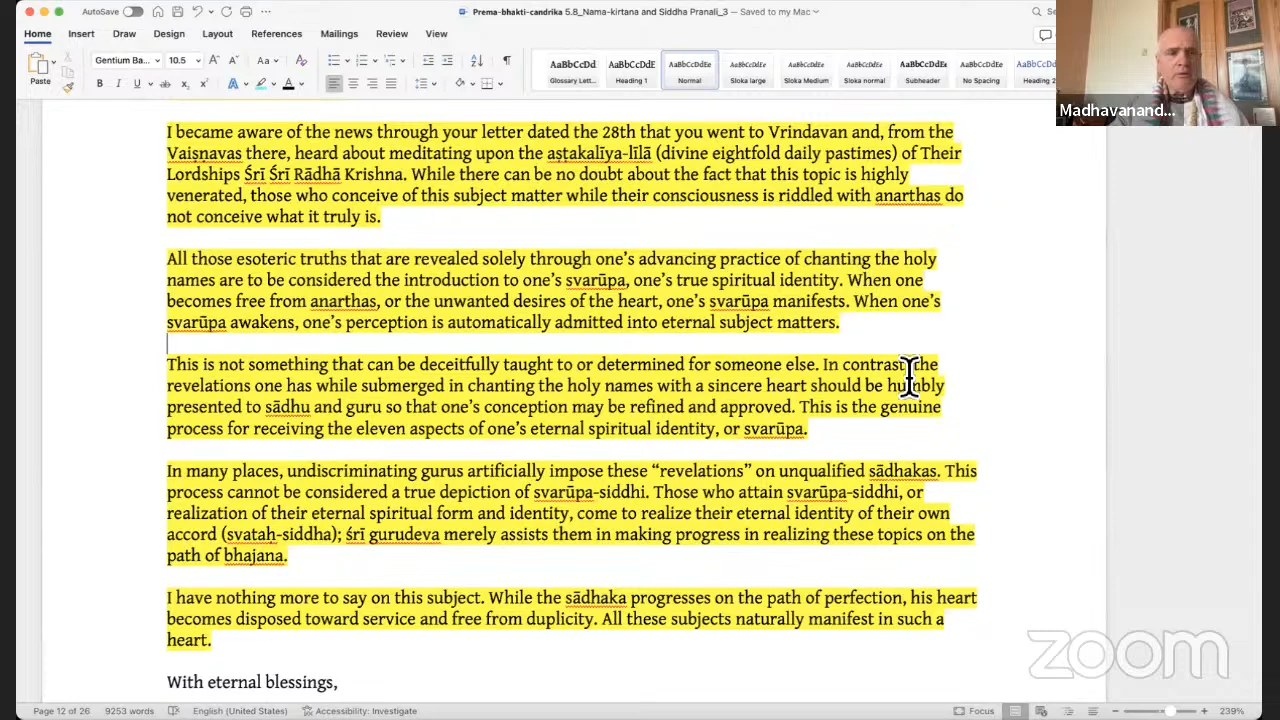 AutoSave
Prema-bhakti-candrika 5.8_Nama-kirtana and Siddha Pranali_3 — Saved to my Mac
Home Insert Draw Design Layout References Mailings Review View
Paste
Gentium Ba... 10.5
AaBbCcDd Glossary Lett...
AaBbCcDc Heading 1
AaBbCcDdEe Normal
AaBbCcDdEe Sloka large
AaBbCcDdEe Sloka Medium
AaBbCcDdEe Sloka normal
AaBbCcDdEe Subheader
AaBbCcDdEe No Spacing
Heading 2
Madhavanand...
I became aware of the news through your letter dated the 28th that you went to Vrindavan and, from the
Vaiṣṇavas there, heard about meditating upon the aṣṭakalīya-līlā (divine eightfold daily pastimes) of Their
Lordships Śrī Śrī Rādhā Krishna. While there can be no doubt about the fact that this topic is highly
venerated, those who conceive of this subject matter while their consciousness is riddled with anarthas do
not conceive what it truly is.
All those esoteric truths that are revealed solely through one’s advancing practice of chanting the holy
names are to be considered the introduction to one’s svarūpa, one’s true spiritual identity. When one
becomes free from anarthas, or the unwanted desires of the heart, one’s svarūpa manifests. When one’s
svarūpa awakens, one’s perception is automatically admitted into eternal subject matters.
This is not something that can be deceitfully taught to or determined for someone else. In contrast, the
revelations one has while submerged in chanting the holy names with a sincere heart should be humbly
presented to sādhu and guru so that one’s conception may be refined and approved. This is the genuine
process for receiving the eleven aspects of one’s eternal spiritual identity, or svarūpa.
In many places, undiscriminating gurus artificially impose these “revelations” on unqualified sādhakas. This
process cannot be considered a true depiction of svarūpa-siddhi. Those who attain svarūpa-siddhi, or
realization of their eternal spiritual form and identity, come to realize their eternal identity of their own
accord (svataḥ-siddha); śrī gurudeva merely assists them in making progress in realizing these topics on the
path of bhajana.
I have nothing more to say on this subject. While the sādhaka progresses on the path of perfection, his heart
becomes disposed toward service and free from duplicity. All these subjects naturally manifest in such a
heart.
With eternal blessings,
zoom
Page 12 of 26 9253 words English (United States) Accessibility: Investigate Focus 239%